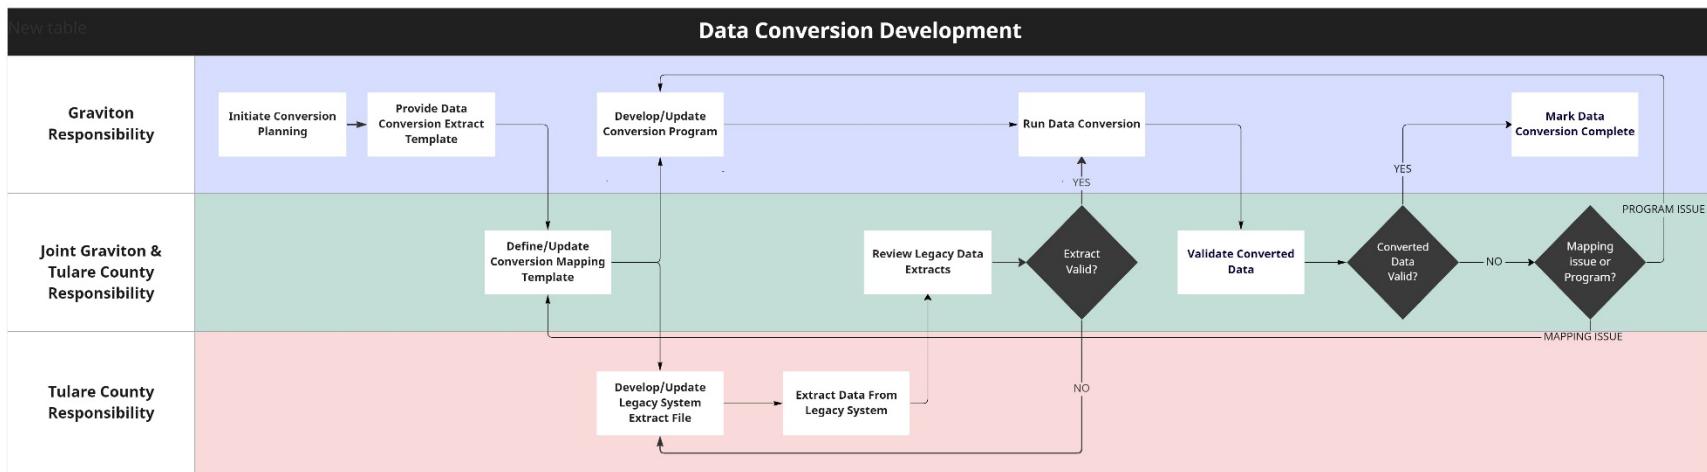 New table
Data Conversion Development
Graviton
Responsibility
Initiate Conversion
Planning
Provide Data
Conversion Extract
Template
Develop/Update
Conversion Program
Run Data Conversion
Mark Data
Conversion Complete
YES
YES
PROGRAM ISSUE
Joint Graviton &
Tulare County
Responsibility
Define/Update
Conversion Mapping
Template
Review Legacy Data
Extracts
Extract
Valid?
Validate Converted
Data
Converted
Data
Valid?
NO
Mapping
issue or
Program?
MAPPING ISSUE
Tulare County
Responsibility
Develop/Update
Legacy System
Extract File
Extract Data From
Legacy System
NO